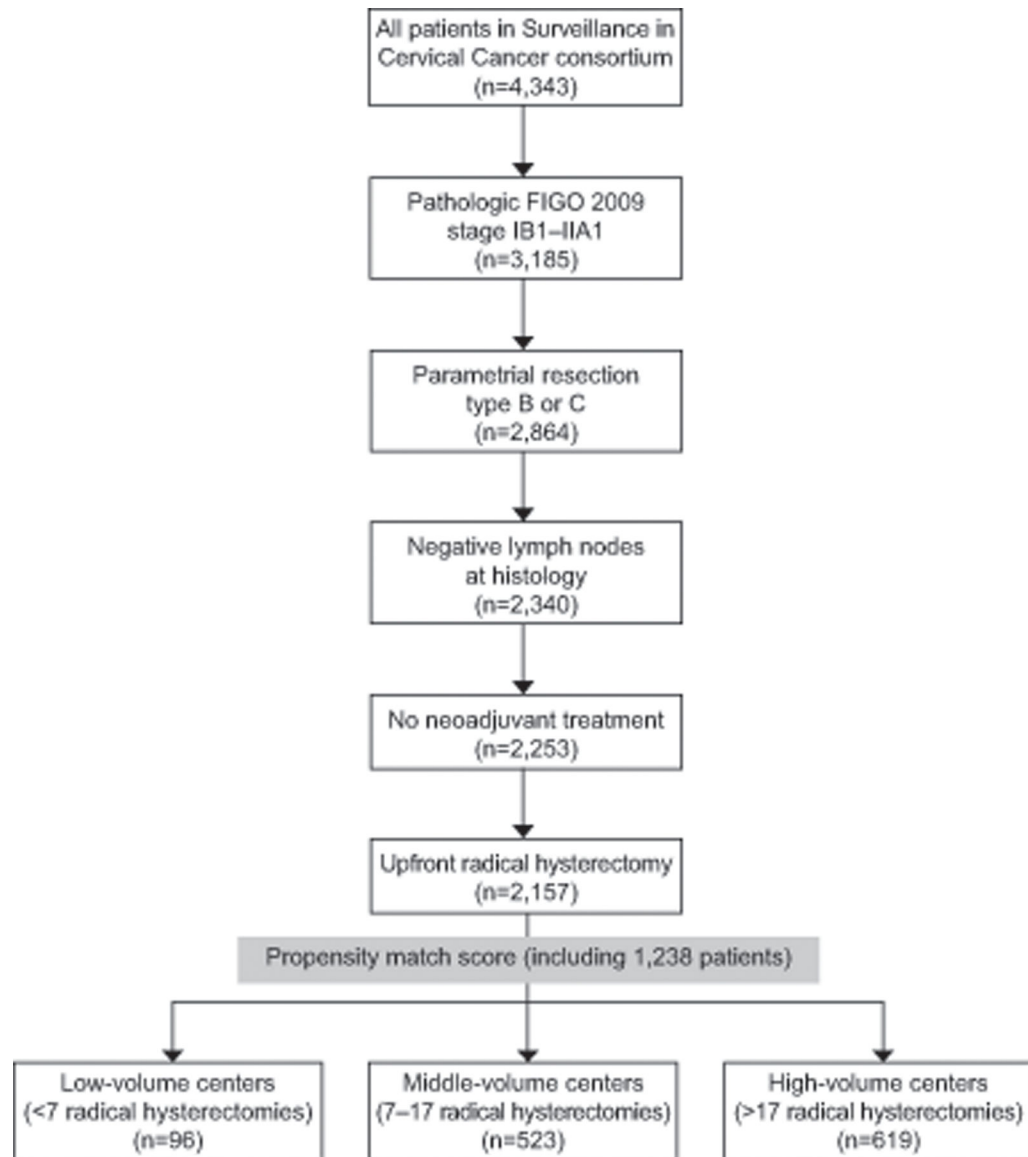 All patients in Surveillance in
Cervical Cancer consortium
(n=4,343)
Pathologic FIGO 2009
stage IB1–IIA1
(n=3,185)
Parametrial resection
type B or C
(n=2,864)
Negative lymph nodes
at histology
(n=2,340)
No neoadjuvant treatment
(n=2,253)
Upfront radical hysterectomy
(n=2,157)
Propensity match score (including 1,238 patients)
Low-volume centers
(<7 radical hysterectomies)
(n=96)
Middle-volume centers
(7–17 radical hysterectomies)
(n=523)
High-volume centers
(>17 radical hysterectomies)
(n=619)